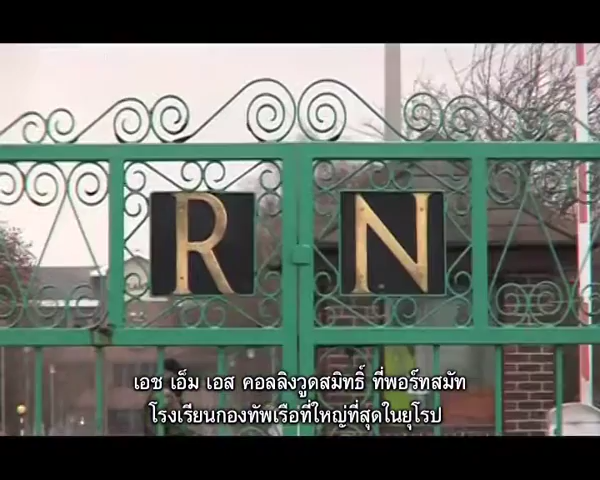 R N
เอช เอ็ม เอส คอลลิงวูดสมิทธิ์ ที่พอร์ทสมัท
โรงเรียนกองทัพเรือที่ใหญ่ที่สุดในยุโรป